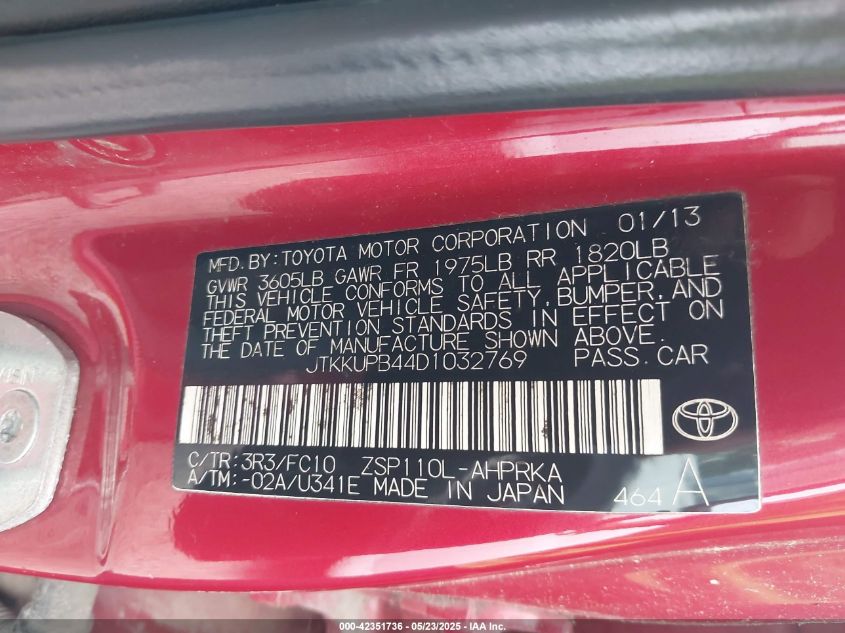 MFD.BY:TOYOTA MOTOR CORPORATION 01/13
GVWR 3605LB GAWR FR 1975LB RR 1820LB
THIS VEHICLE CONFORMS TO ALL APPLICABLE
FEDERAL MOTOR VEHICLE SAFETY,BUMPER,AND
THEFT PREVENTION STANDARDS IN EFFECT ON
THE DATE OF MANUFACTURE SHOWN ABOVE.
JTKKUPB44D1032769 PASS.CAR
C/TR:3R3/FC10 ZSP110L-AHPRKA
A/TM:-02A/U341E MADE IN JAPAN 464 A
000-42351736 - 05/23/2025 - IAA Inc.